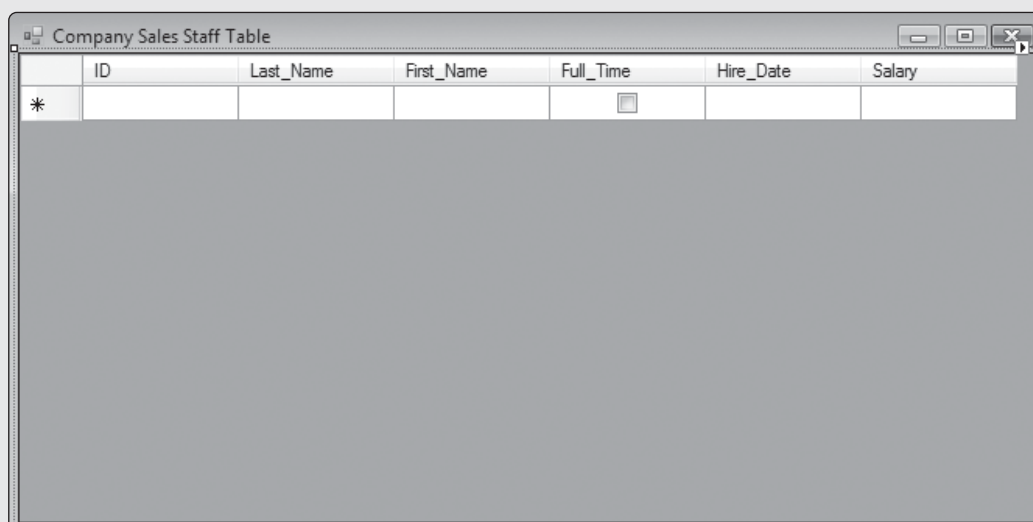 Company Sales Staff Table
ID Last_Name First_Name Full_Time Hire_Date Salary